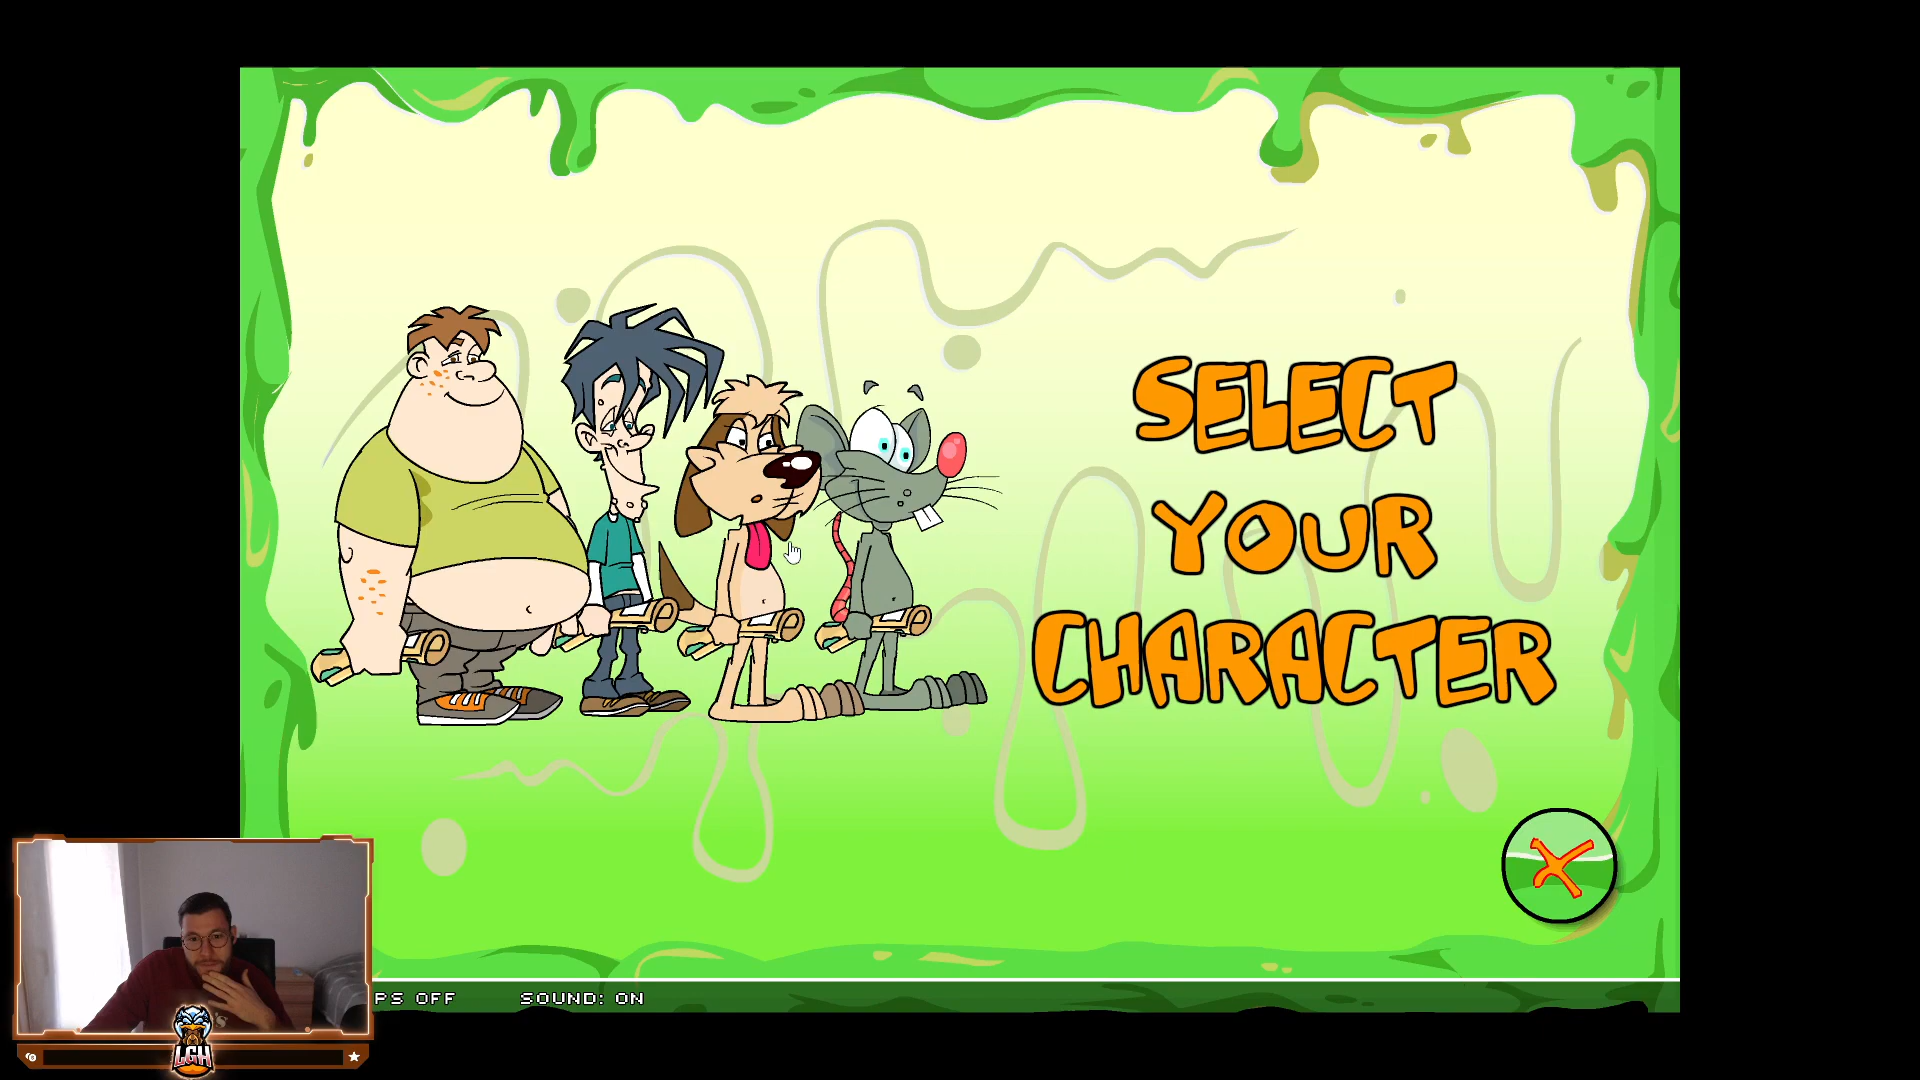 SELECT
YOUR
CHARACTER
PS OFF
SOUND: ON
LGH